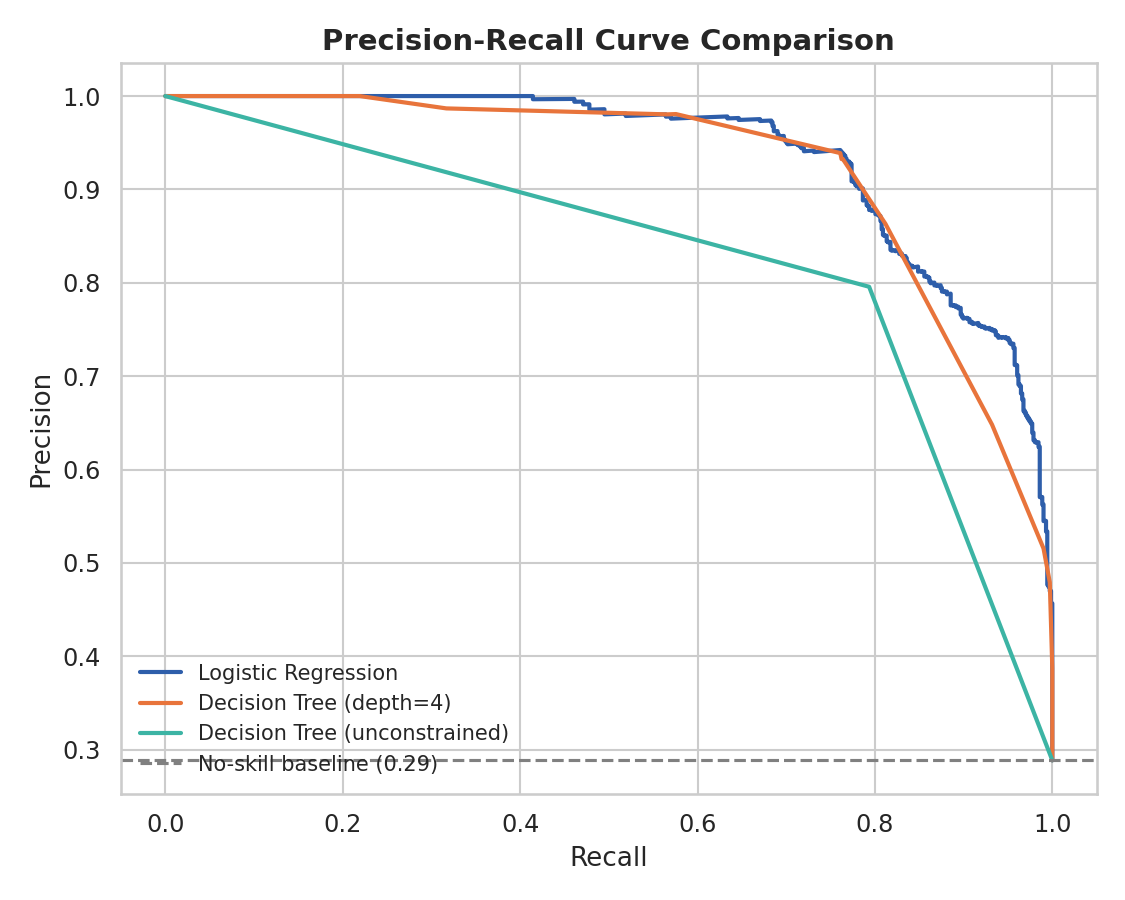 Precision-Recall Curve Comparison
Precision
1.0
0.9
0.8
0.7
0.6
0.5
0.4
0.3
Logistic Regression
Decision Tree (depth=4)
Decision Tree (unconstrained)
No-skill baseline (0.29)
0.0 0.2 0.4 0.6 0.8 1.0
Recall